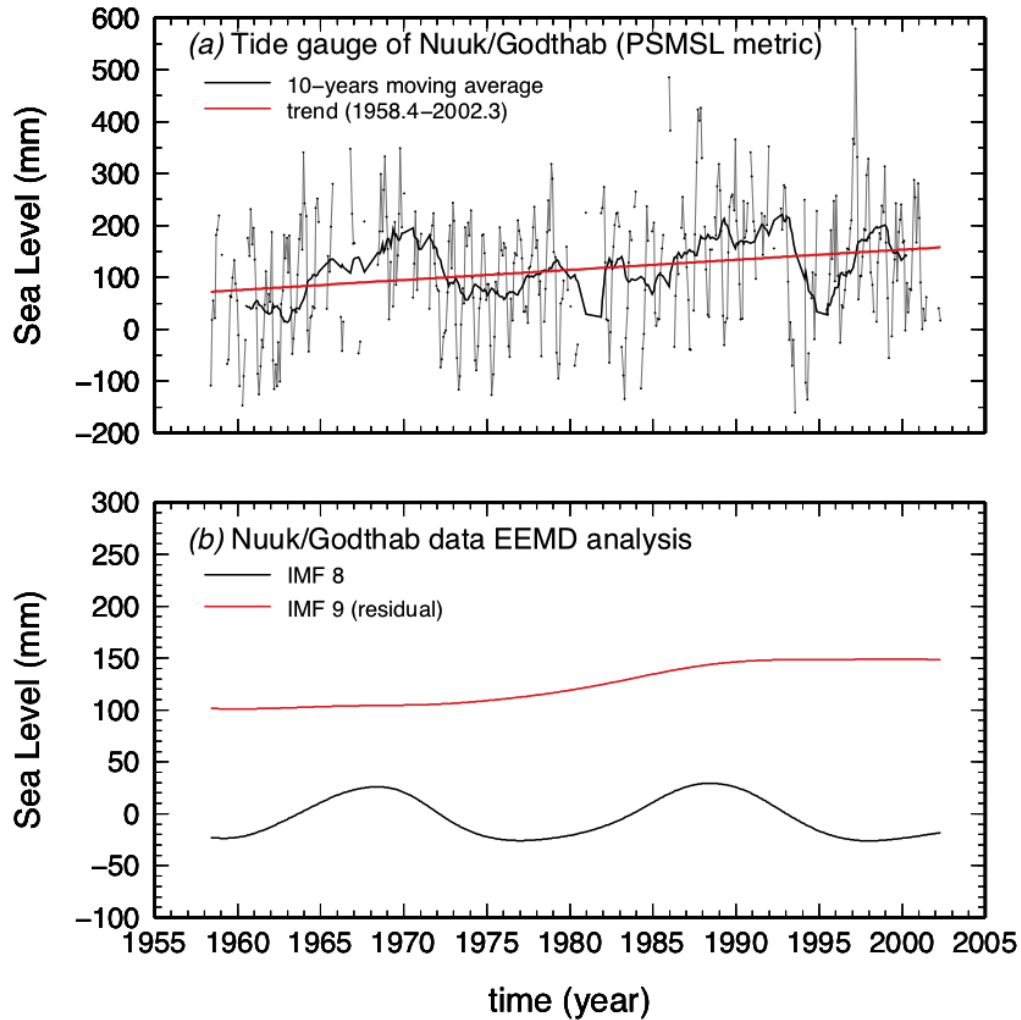 600
(a) Tide gauge of Nuuk/Godthab (PSMSL metric)
500
10−years moving average
trend (1958.4−2002.3)
400
300
200
100
0
−100
−200
Sea Level (mm)
300
(b) Nuuk/Godthab data EEMD analysis
250
IMF 8
IMF 9 (residual)
200
150
100
50
0
−50
−100
Sea Level (mm)
1955 1960 1965 1970 1975 1980 1985 1990 1995 2000 2005
time (year)